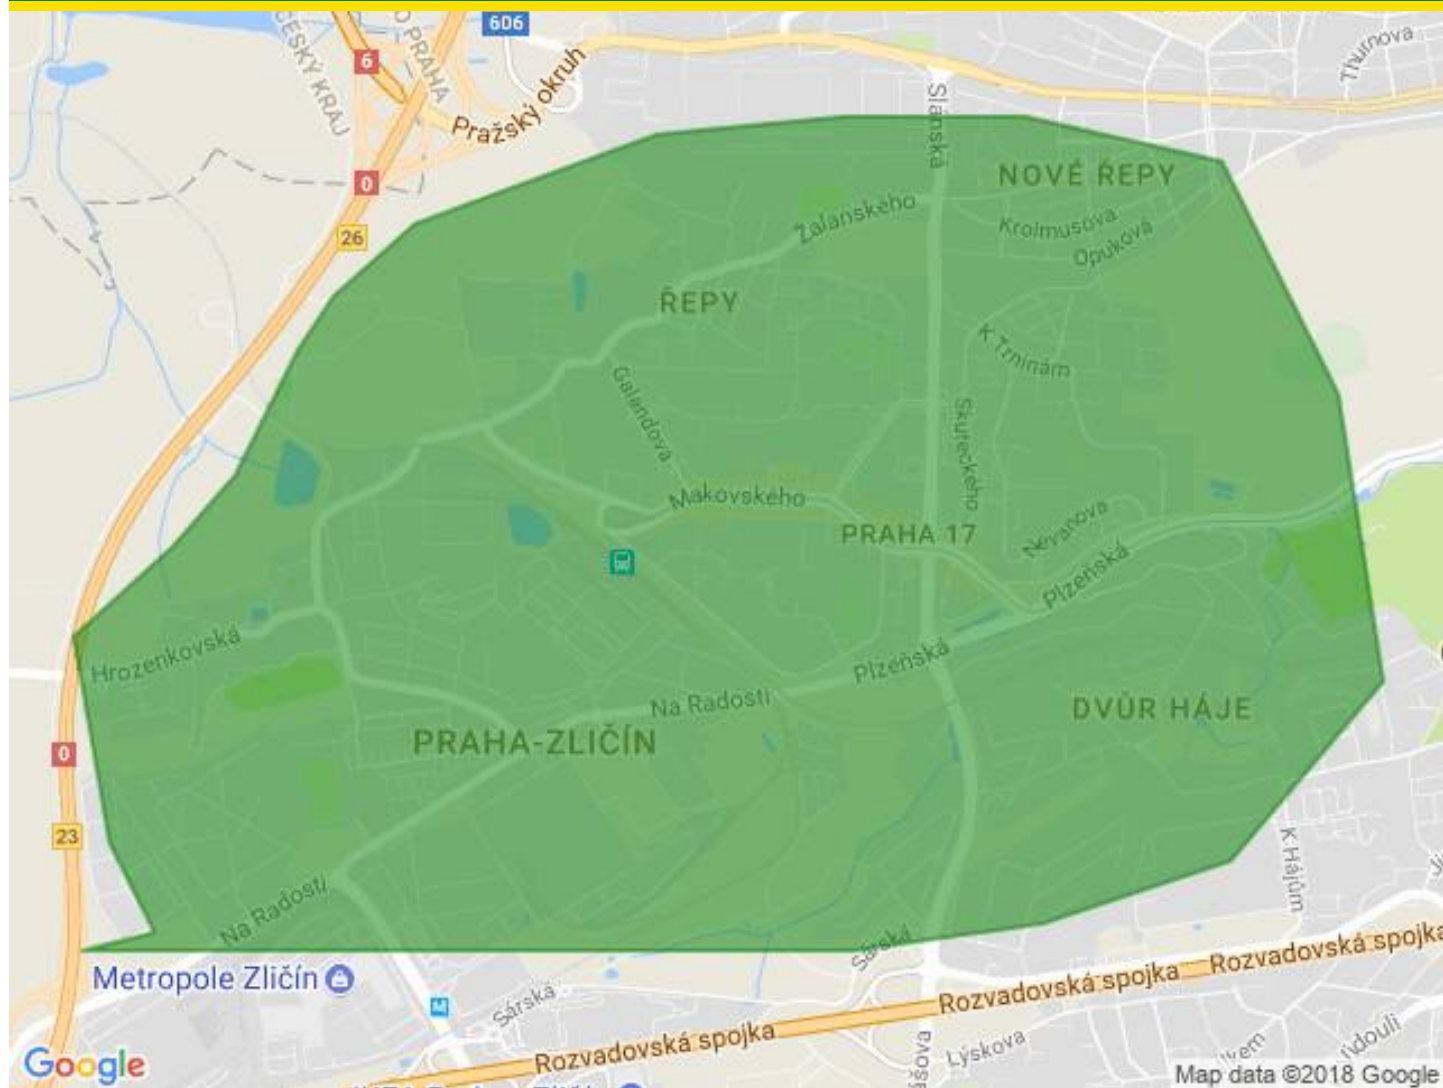 606
ČESKÝ KRAJ
O PRAHA
6
Pražský okruh
Thurnova
Slánská
0
NOVÉ ŘEPY
26
Žalanského
Krolmusova
Opuková
ŘEPY
K Trninám
Galandova
Skuteckého
Makovského
PRAHA 17
Nevanova
Plzeňská
Hrozenkovská
Plzeňská
Na Radosti
DVŮR HÁJE
PRAHA-ZLIČÍN
0
23
K Hájům
Na Radosti
Sárská
Metropole Zličín
M
Sárská
Rozvadovská spojka
Rozvadovská spojka
Rozvadovská spojka
Lýskova
Google
Map data ©2018 Google